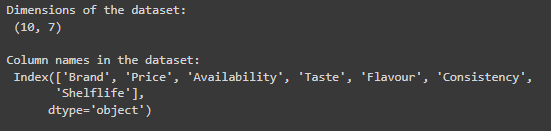 Dimensions of the dataset:
(10, 7)
Column names in the dataset:
Index(['Brand', 'Price', 'Availability', 'Taste', 'Flavour', 'Consistency',
'Shelflife'],
dtype='object')